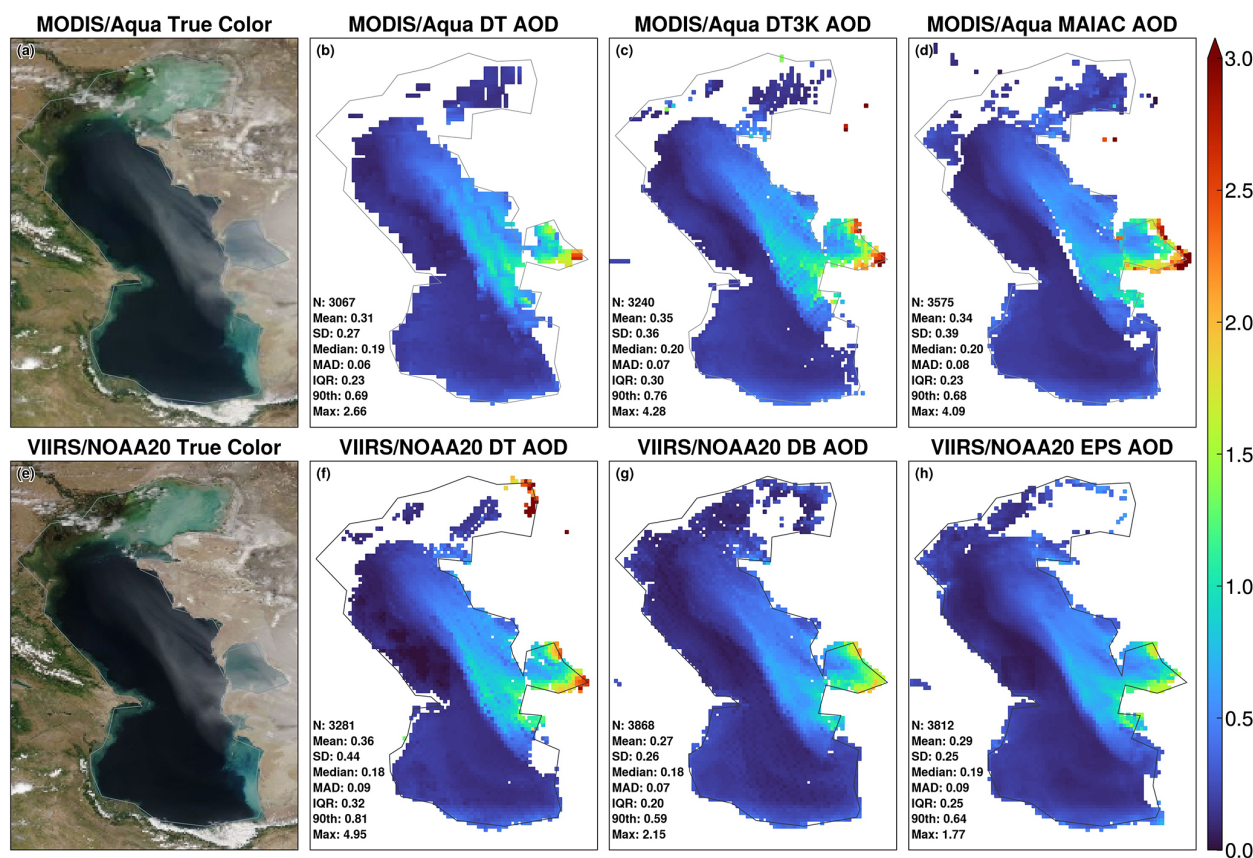 MODIS/Aqua True Color
MODIS/Aqua DT AOD
MODIS/Aqua DT3K AOD
MODIS/Aqua MAIAC AOD
(a)
(b)
N: 3067
Mean: 0.31
SD: 0.27
Median: 0.19
MAD: 0.06
IQR: 0.23
90th: 0.69
Max: 2.66
(c)
N: 3240
Mean: 0.35
SD: 0.36
Median: 0.20
MAD: 0.07
IQR: 0.30
90th: 0.76
Max: 4.28
(d)
N: 3575
Mean: 0.34
SD: 0.39
Median: 0.20
MAD: 0.08
IQR: 0.23
90th: 0.68
Max: 4.09
VIIRS/NOAA20 True Color
VIIRS/NOAA20 DT AOD
VIIRS/NOAA20 DB AOD
VIIRS/NOAA20 EPS AOD
(e)
(f)
N: 3281
Mean: 0.36
SD: 0.44
Median: 0.18
MAD: 0.09
IQR: 0.32
90th: 0.81
Max: 4.95
(g)
N: 3868
Mean: 0.27
SD: 0.26
Median: 0.18
MAD: 0.07
IQR: 0.20
90th: 0.59
Max: 2.15
(h)
N: 3812
Mean: 0.29
SD: 0.25
Median: 0.19
MAD: 0.09
IQR: 0.25
90th: 0.64
Max: 1.77
3.0
2.5
2.0
1.5
1.0
0.5
0.0